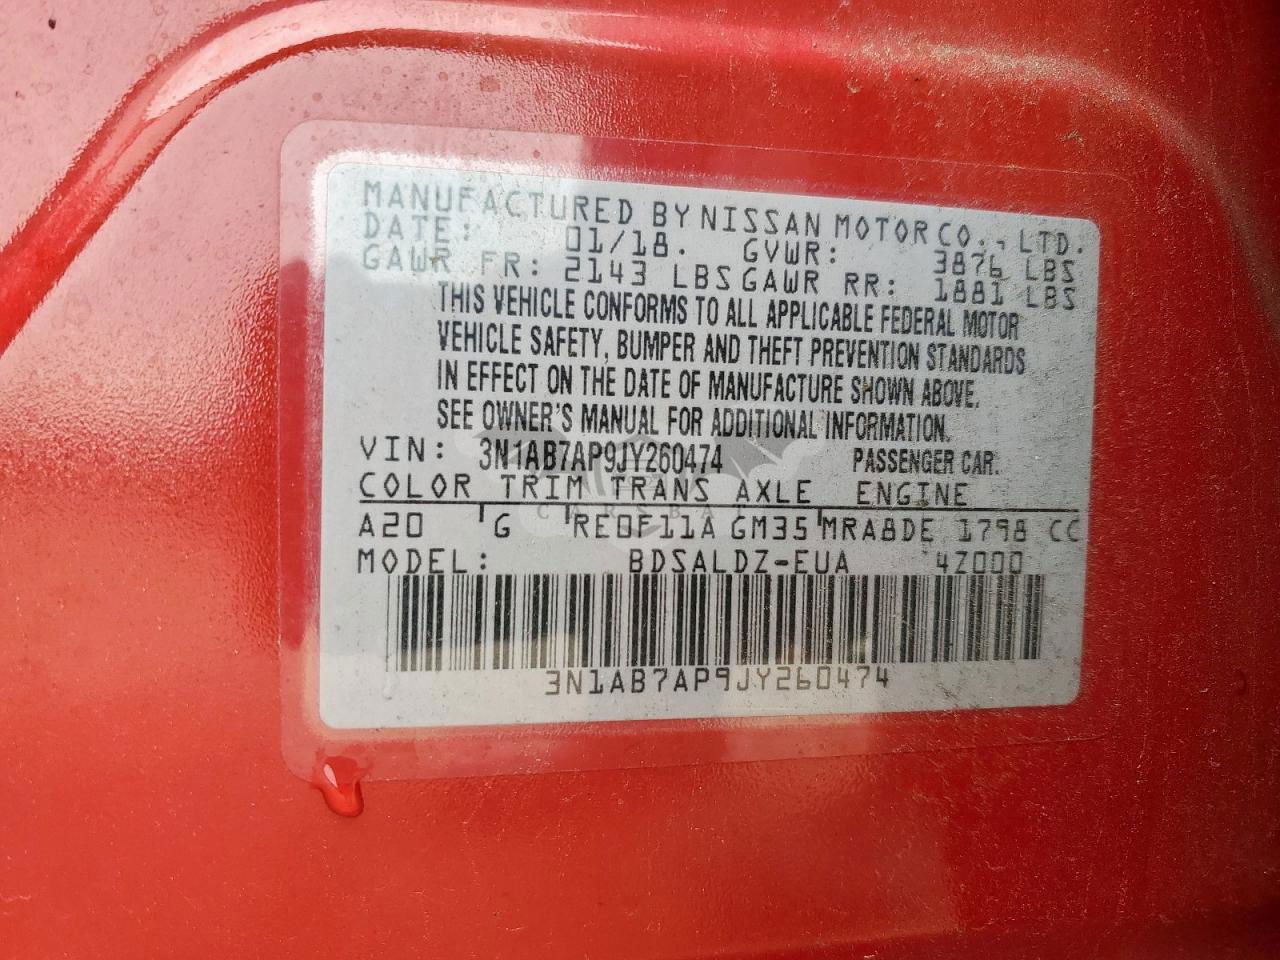 MANUFACTURED BY NISSAN MOTOR CO., LTD.
DATE: 01/18. GVWR: 3876 LBS
GAWR FR: 2143 LBS GAWR RR: 1881 LBS
THIS VEHICLE CONFORMS TO ALL APPLICABLE FEDERAL MOTOR
VEHICLE SAFETY, BUMPER AND THEFT PREVENTION STANDARDS
IN EFFECT ON THE DATE OF MANUFACTURE SHOWN ABOVE.
SEE OWNER'S MANUAL FOR ADDITIONAL INFORMATION.
VIN: 3N1AB7AP9JY260474 PASSENGER CAR.
COLOR TRIM TRANS AXLE ENGINE
CARSBAT
A20 G RE0F11A GM35 MRA8DE 1798 CC
MODEL: BDSALDZ-EUA 4Z000
3N1AB7AP9JY260474